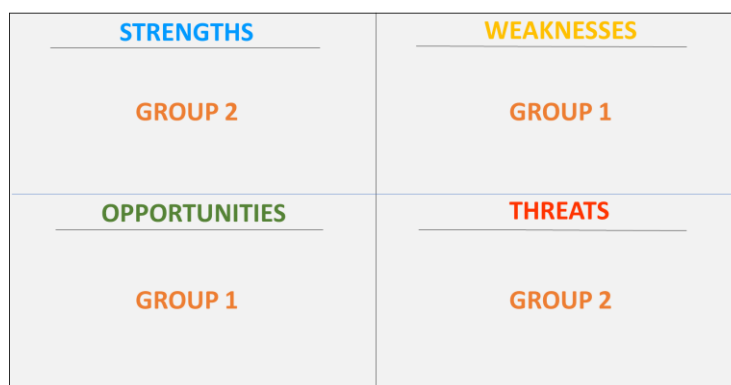 STRENGTHS
WEAKNESSES
GROUP 2
GROUP 1
OPPORTUNITIES
THREATS
GROUP 1
GROUP 2